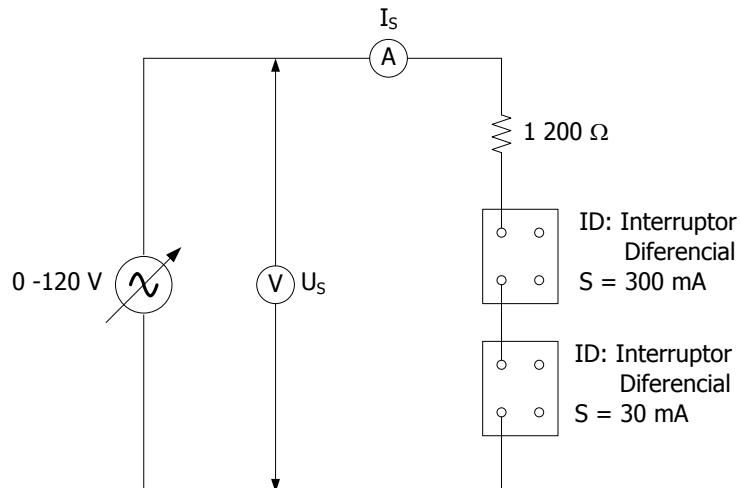 I_S
A
1 200 Ω
ID: Interruptor
Diferencial
S = 300 mA
0 -120 V
V U_S
ID: Interruptor
Diferencial
S = 30 mA